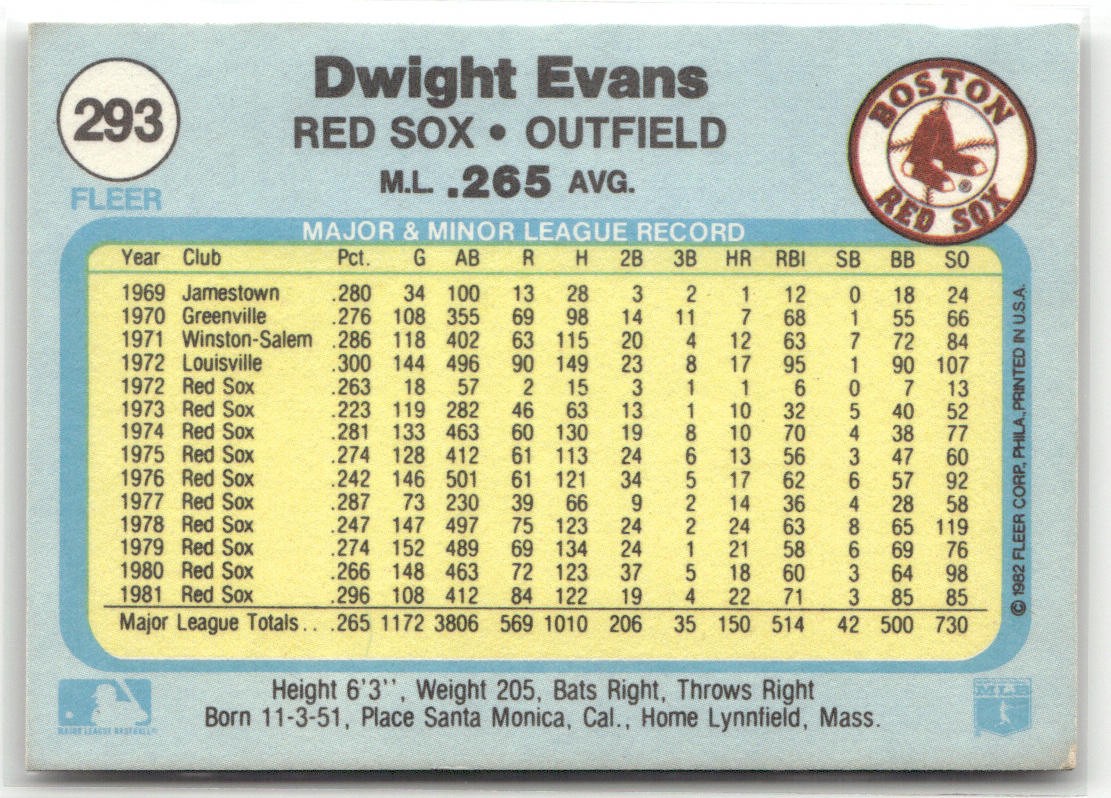 293
FLEER
Dwight Evans
RED SOX • OUTFIELD
M.L. .265 AVG.
BOSTON
RED SOX
®
MAJOR & MINOR LEAGUE RECORD
Year Club Pct. G AB R H 2B 3B HR RBI SB BB SO
1969 Jamestown .280 34 100 13 28 3 2 1 12 0 18 24
1970 Greenville .276 108 355 69 98 14 11 7 68 1 55 66
1971 Winston-Salem .286 118 402 63 115 20 4 12 63 7 72 84
1972 Louisville .300 144 496 90 149 23 8 17 95 1 90 107
1972 Red Sox .263 18 57 2 15 3 1 1 6 0 7 13
1973 Red Sox .223 119 282 46 63 13 1 10 32 5 40 52
1974 Red Sox .281 133 463 60 130 19 8 10 70 4 38 77
1975 Red Sox .274 128 412 61 113 24 6 13 56 3 47 60
1976 Red Sox .242 146 501 61 121 34 5 17 62 6 57 92
1977 Red Sox .287 73 230 39 66 9 2 14 36 4 28 58
1978 Red Sox .247 147 497 75 123 24 2 24 63 8 65 119
1979 Red Sox .274 152 489 69 134 24 1 21 58 6 69 76
1980 Red Sox .266 148 463 72 123 37 5 18 60 3 64 98
1981 Red Sox .296 108 412 84 122 19 4 22 71 3 85 85
Major League Totals . . .265 1172 3806 569 1010 206 35 150 514 42 500 730
© 1982 FLEER CORP., PHILA., PRINTED IN U.S.A.
Height 6'3'', Weight 205, Bats Right, Throws Right
Born 11-3-51, Place Santa Monica, Cal., Home Lynnfield, Mass.
MAJOR LEAGUE BASEBALL®
MLB